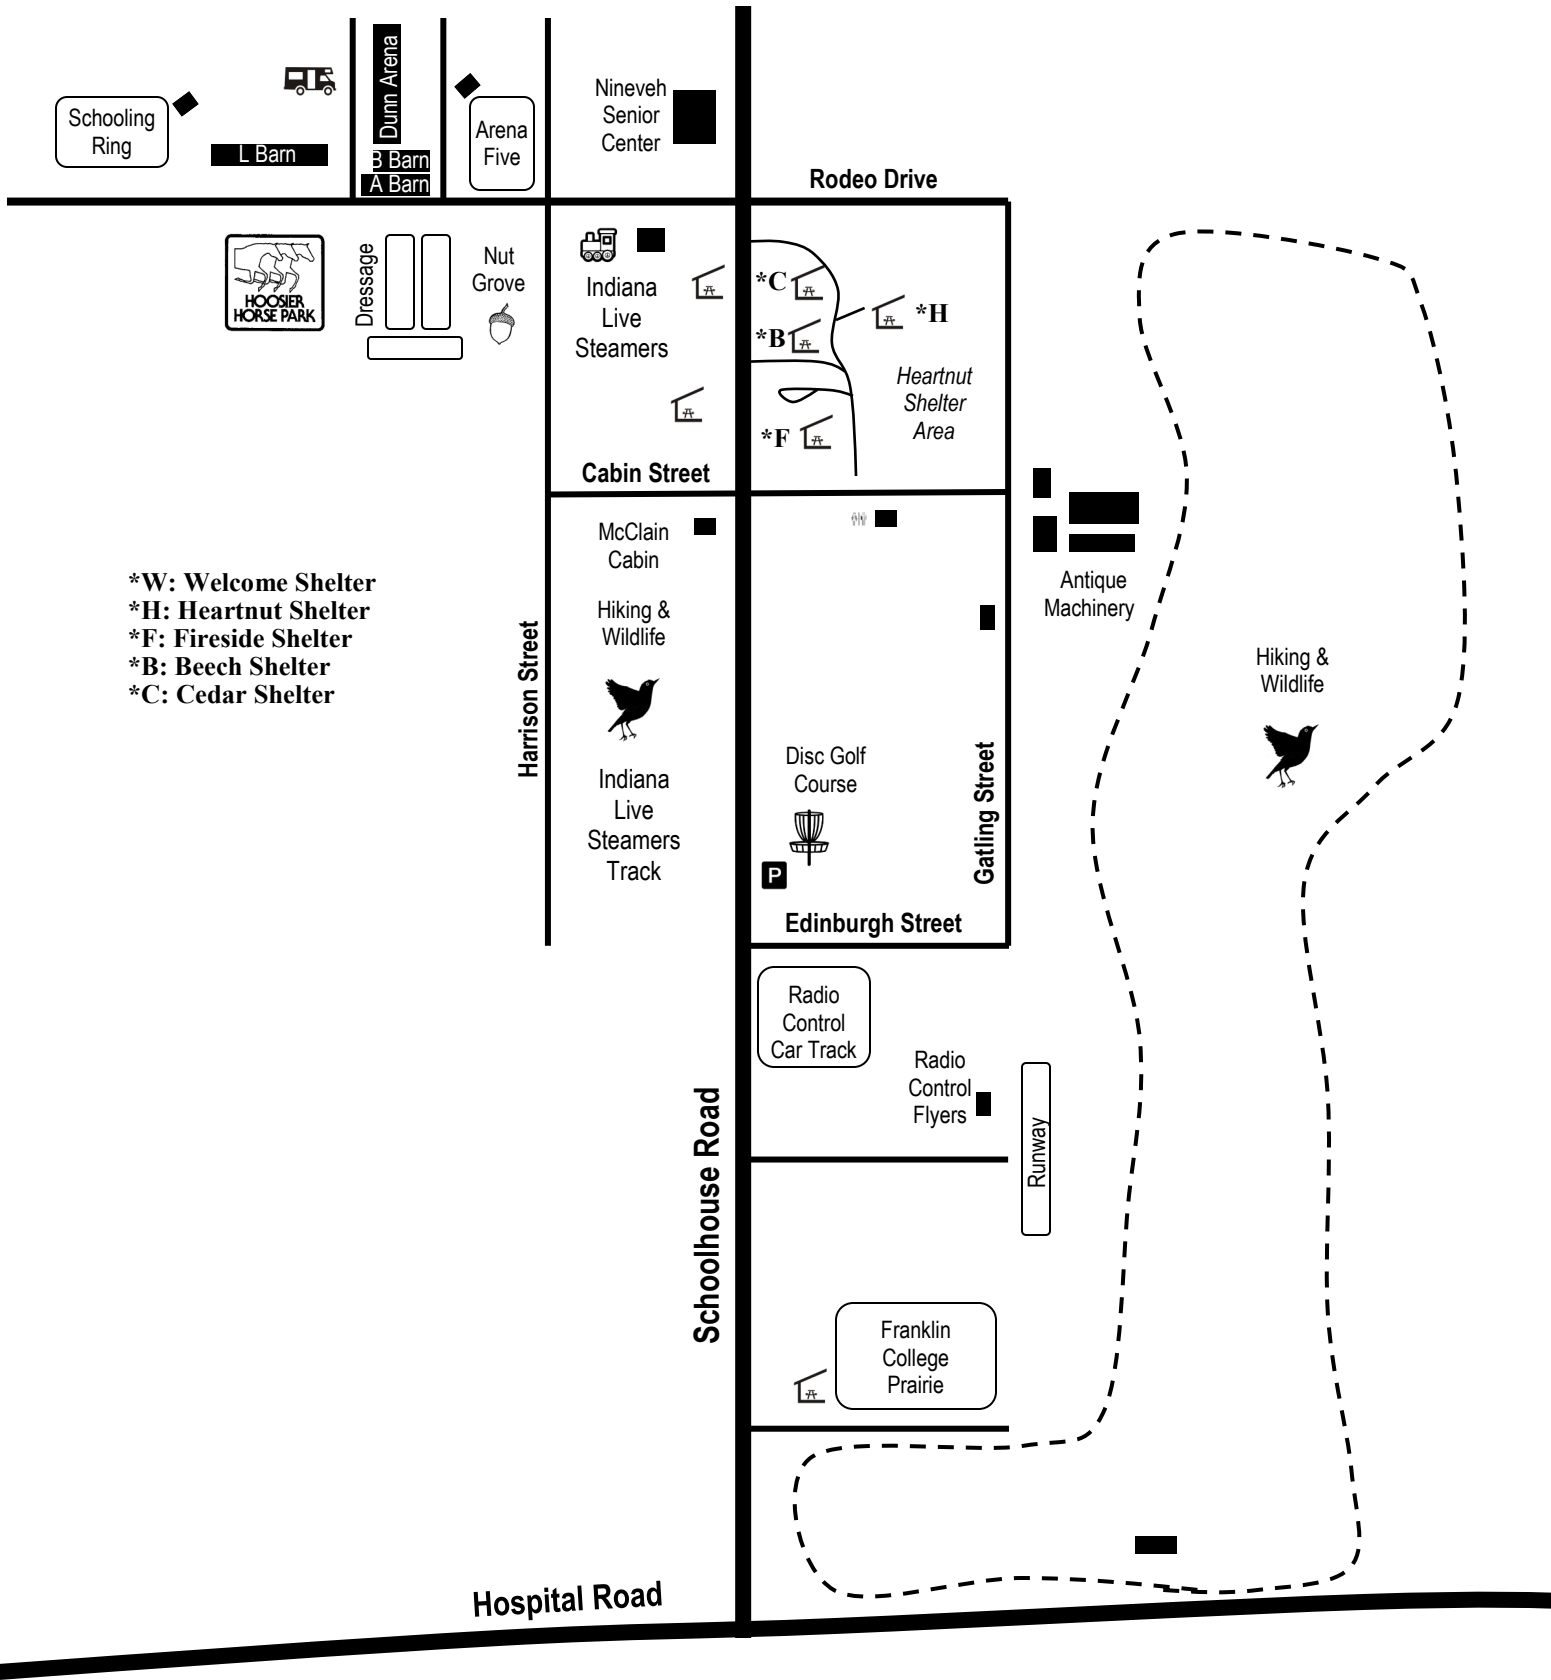 Schooling
Ring
L Barn
Dunn Arena
B Barn
A Barn
Arena
Five
Nineveh
Senior
Center
Rodeo Drive
HOOSIER
HORSE PARK
Dressage
Nut
Grove
Indiana
Live
Steamers
*C
*H
*B
Heartnut
Shelter
Area
*F
Cabin Street
McClain
Cabin
Antique
Machinery
*W: Welcome Shelter
*H: Heartnut Shelter
*F: Fireside Shelter
*B: Beech Shelter
*C: Cedar Shelter
Hiking &
Wildlife
Harrison Street
Hiking &
Wildlife
Indiana
Live
Steamers
Track
Disc Golf
Course
P
Gatling Street
Edinburgh Street
Radio
Control
Car Track
Radio
Control
Flyers
Runway
Schoolhouse Road
Franklin
College
Prairie
Hospital Road